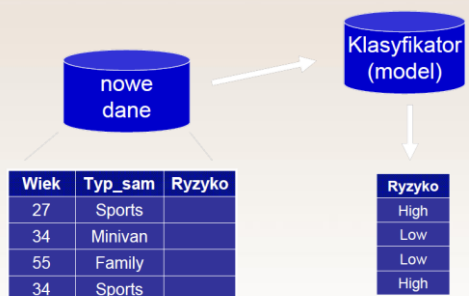 nowe
dane
Klasyfikator
(model)
Wiek Typ_sam Ryzyko
27 Sports
34 Minivan
55 Family
34 Sports
Ryzyko
High
Low
Low
High